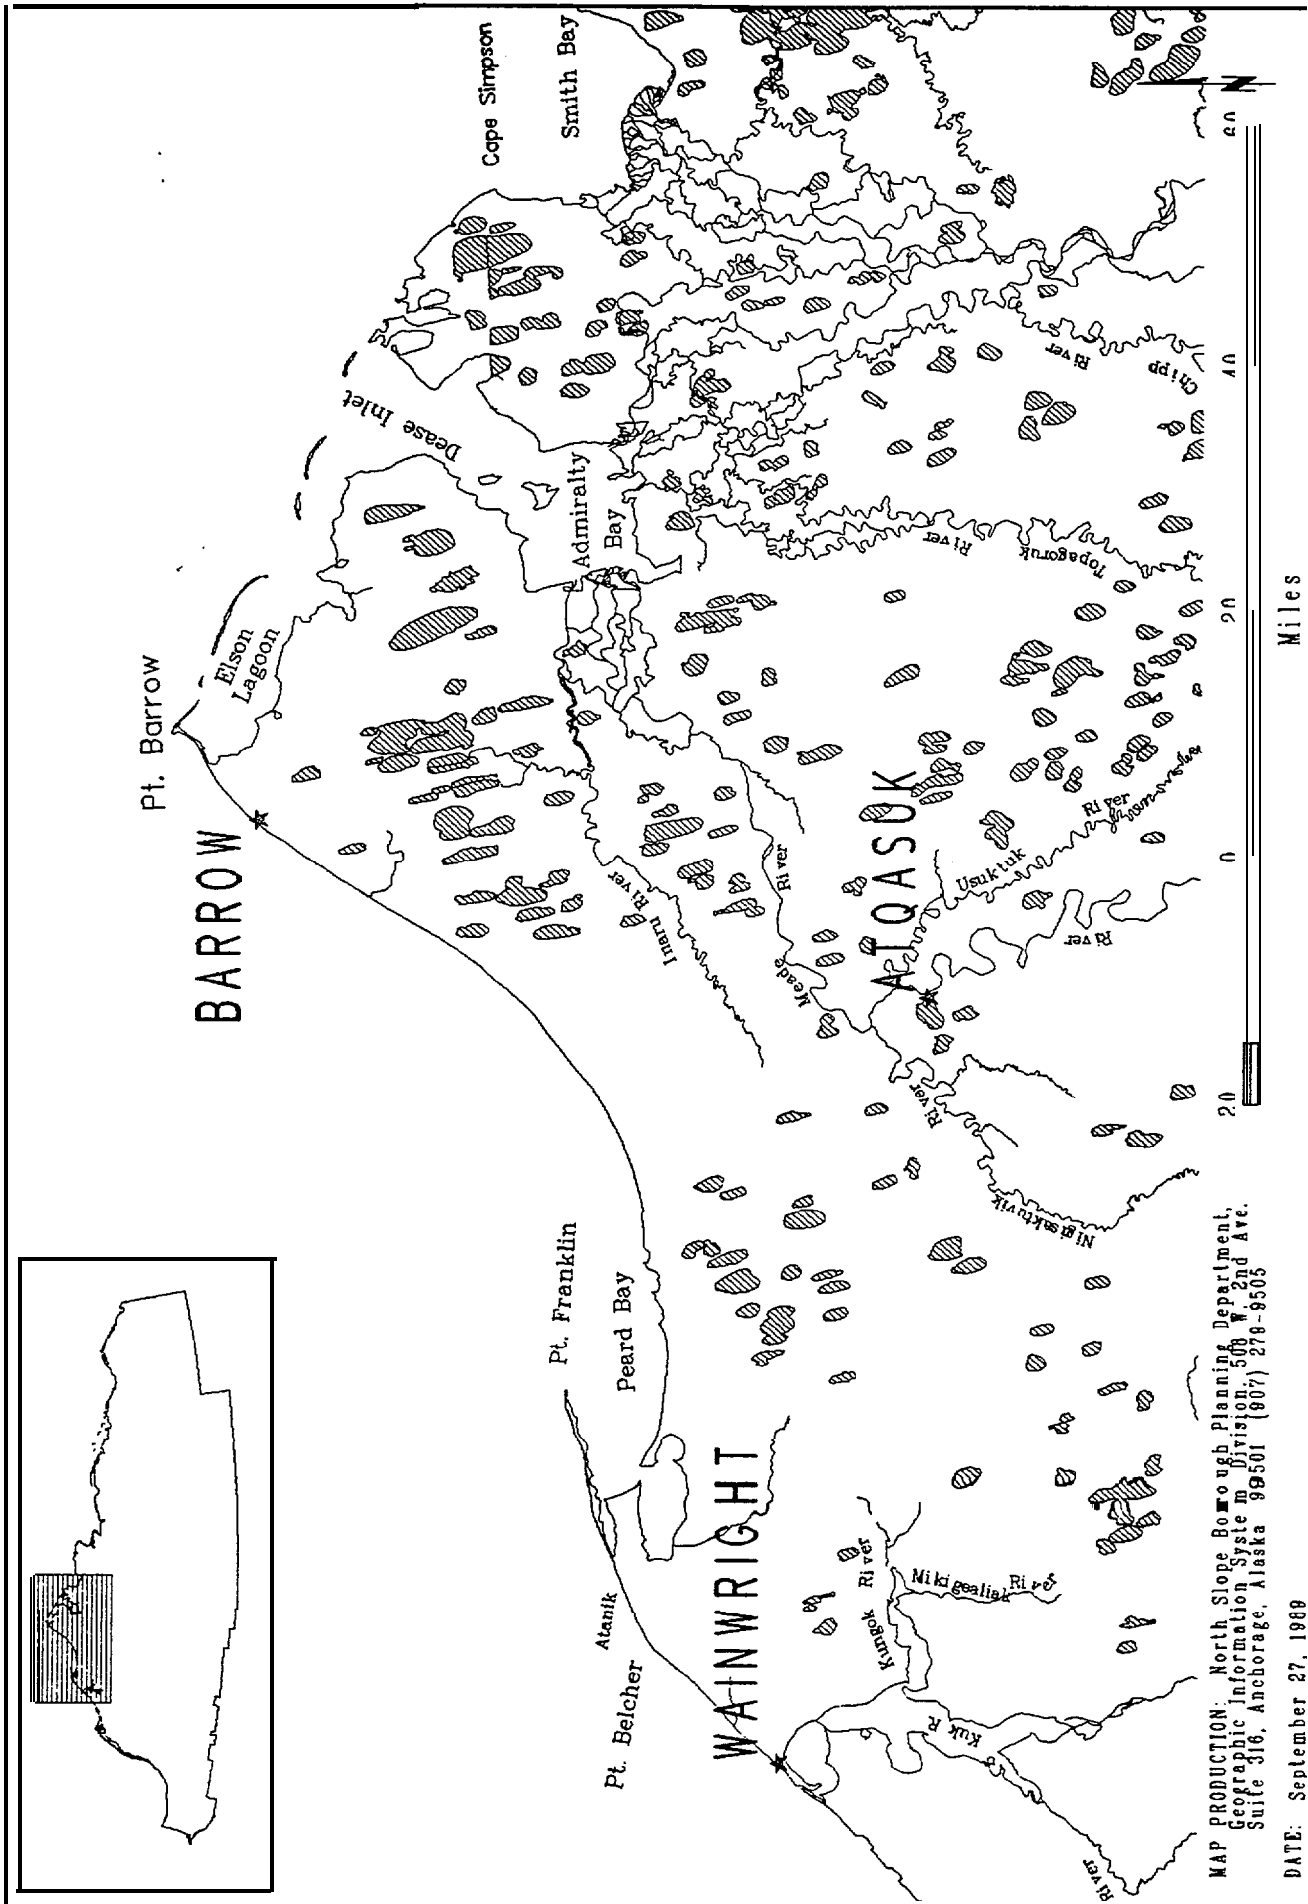 Pt. Barrow
BARROW
Elson
Lagoon
Dease Inlet
Cape Simpson
Smith Bay
Admiralty
Bay
Pt. Franklin
Peard Bay
Atanik
Pt. Belcher
WAINWRIGHT
ATQASUK
Inaru River
Meade
River
Usuktuk
River
River
River
Nigisaktuvik
Topagoruk
River
Chipp
River
Kungok River
Mikigealiak River
Kuk R
River
N
20 0 20 40 60
Miles
MAP PRODUCTION: North Slope Borough Planning Department,
Geographic Information System Division, 508 W. 2nd Ave.
Suite 316, Anchorage, Alaska 99501 (907) 279-9505
DATE: September 27, 1989